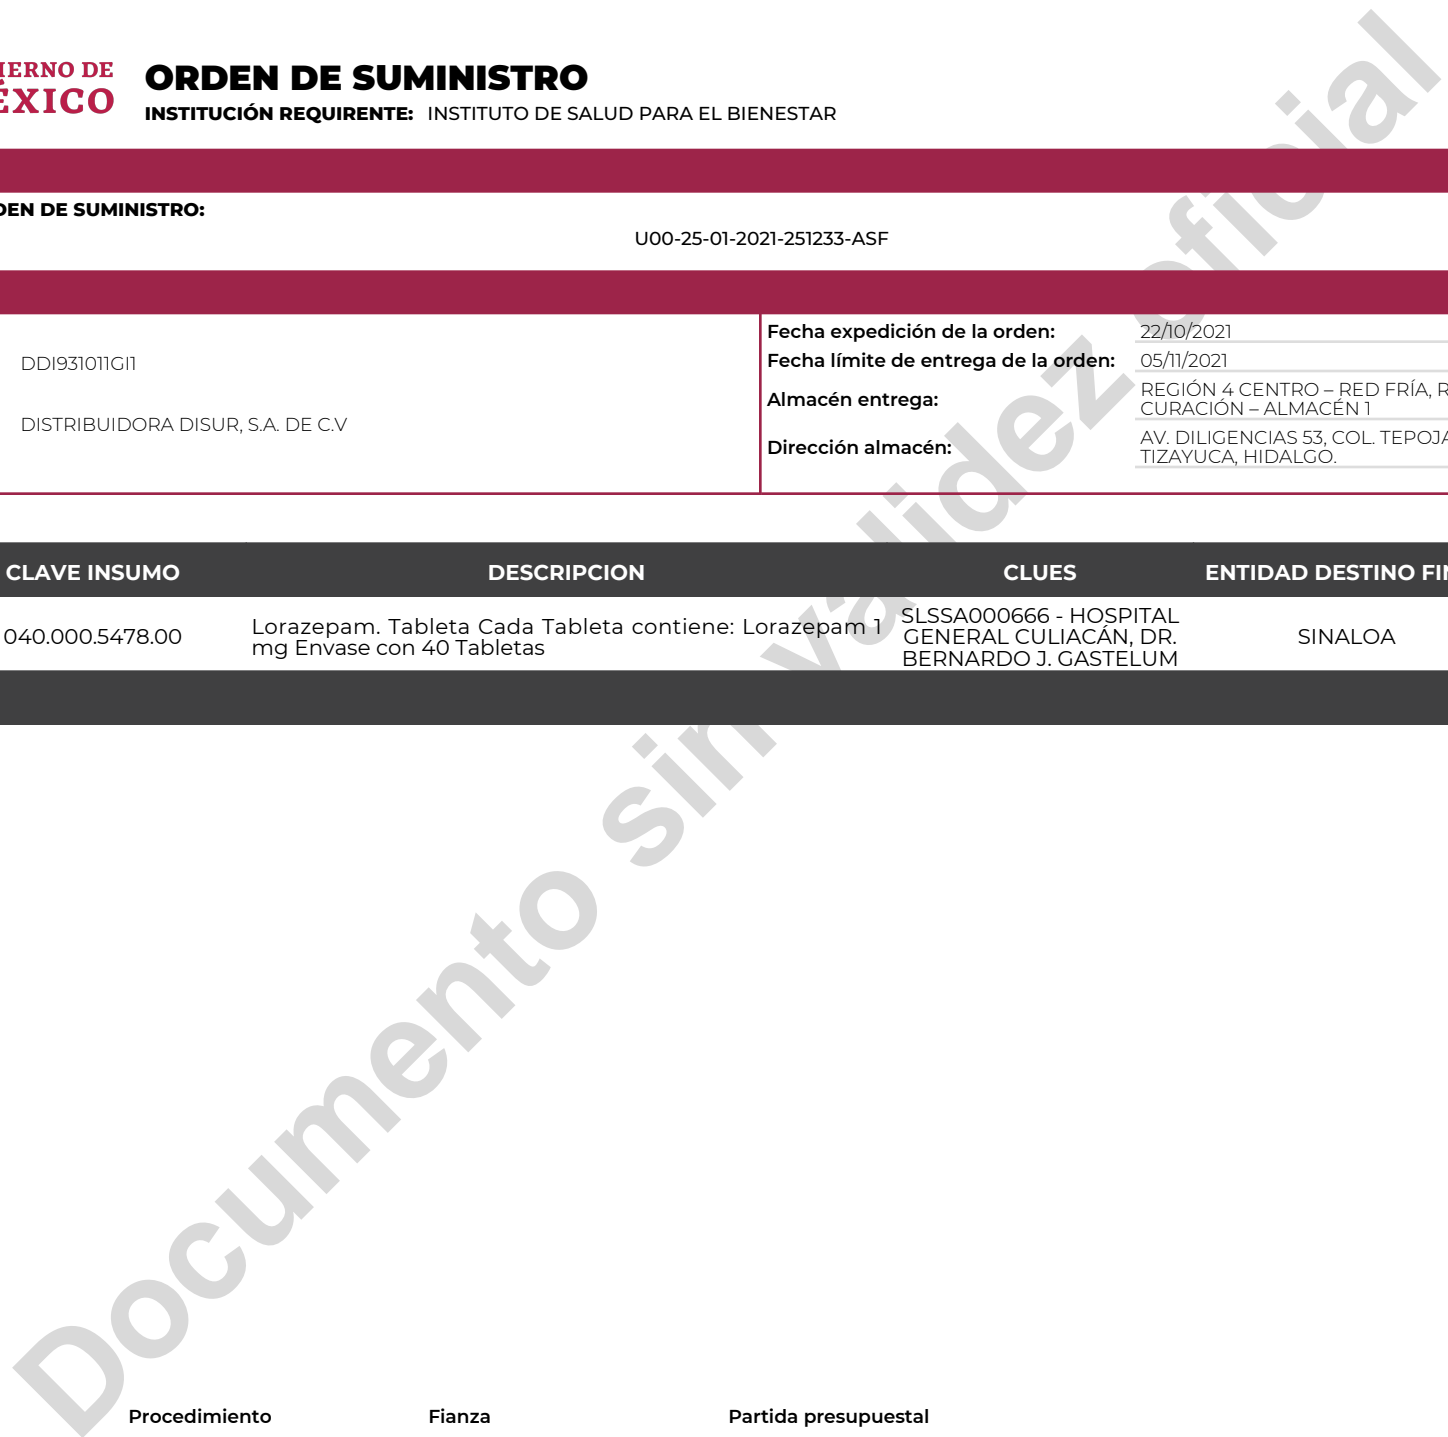 IERNO DE
ÉXICO
ORDEN DE SUMINISTRO
INSTITUCIÓN REQUIRENTE: INSTITUTO DE SALUD PARA EL BIENESTAR
DEN DE SUMINISTRO:
U00-25-01-2021-251233-ASF
DDI931011GI1
DISTRIBUIDORA DISUR, S.A. DE C.V
Fecha expedición de la orden: 22/10/2021
Fecha límite de entrega de la orden: 05/11/2021
Almacén entrega: REGIÓN 4 CENTRO – RED FRÍA, R
CURACIÓN – ALMACÉN 1
Dirección almacén: AV. DILIGENCIAS 53, COL. TEPOJA
TIZAYUCA, HIDALGO.
CLAVE INSUMO DESCRIPCION CLUES ENTIDAD DESTINO FIN
040.000.5478.00
Lorazepam. Tableta Cada Tableta contiene: Lorazepam 1
mg Envase con 40 Tabletas
SLSSA000666 - HOSPITAL
GENERAL CULIACÁN, DR.
BERNARDO J. GASTELUM
SINALOA
Documento sin validez oficial
Procedimiento Fianza Partida presupuestal